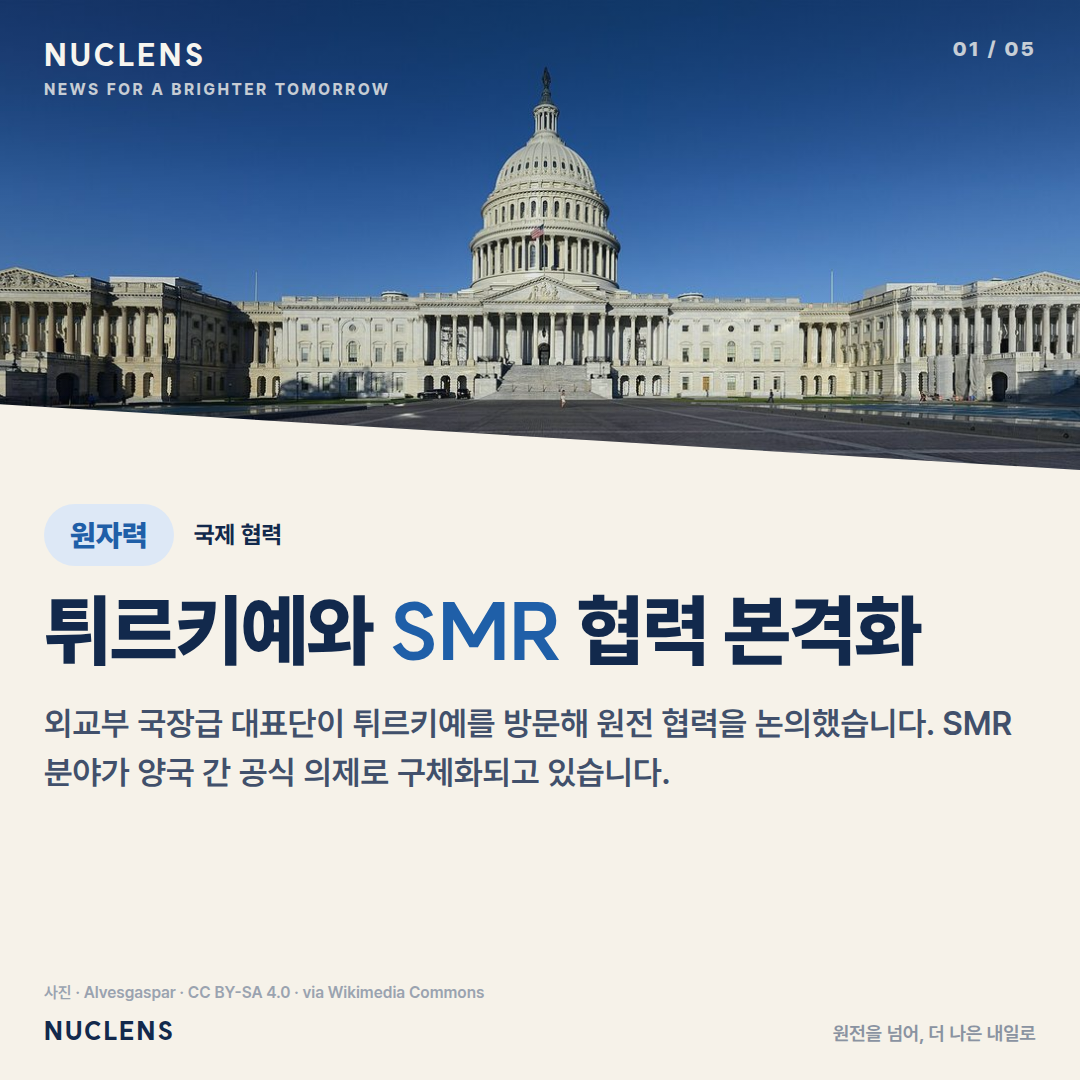 NUCLENS
01 / 05
NEWS FOR A BRIGHTER TOMORROW
원자력
국제 협력
튀르키예와 SMR 협력 본격화
외교부 국장급 대표단이 튀르키예를 방문해 원전 협력을 논의했습니다. SMR
분야가 양국 간 공식 의제로 구체화되고 있습니다.
사진 · Alvesgaspar · CC BY-SA 4.0 · via Wikimedia Commons
NUCLENS
원전을 넘어, 더 나은 내일로